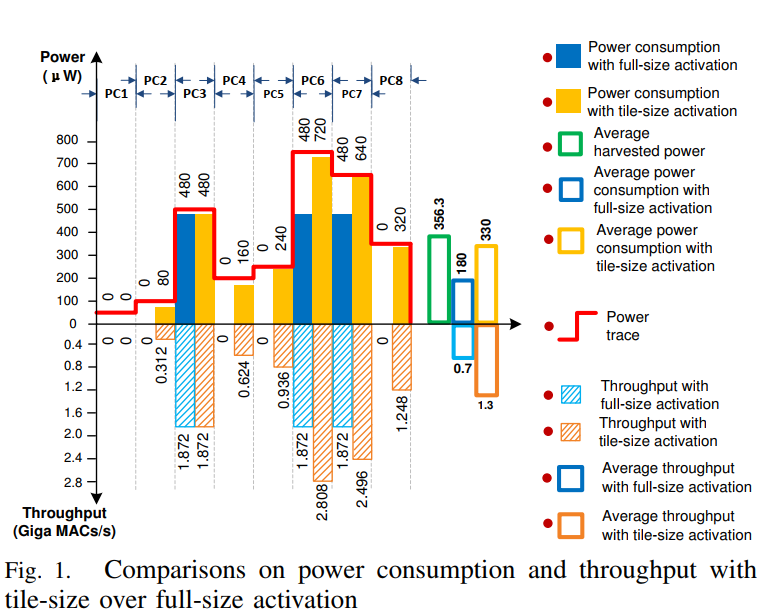 Power
(μW)
PC1
PC2
PC3
PC4
PC5
PC6
PC7
PC8
800
700
600
500
400
300
200
100
0
0.4
0.8
1.2
1.6
2.0
2.4
2.8
Throughput
(Giga MACs/s)
0
0
0
80
480
480
0
160
0
240
480
720
480
640
0
320
356.3
180
330
0
0
0
0.312
1.872
1.872
0
0.624
0
0.936
1.872
2.808
1.872
2.496
0
1.248
0.7
1.3
Power consumption
with full-size activation
Power consumption
with tile-size activation
Average
harvested power
Average power
consumption with
full-size activation
Average power
consumption with
tile-size activation
Power
trace
Throughput with
full-size activation
Throughput with
tile-size activation
Average throughput
with full-size activation
Average throughput
with tile-size activation
Fig. 1. Comparisons on power consumption and throughput with
tile-size over full-size activation